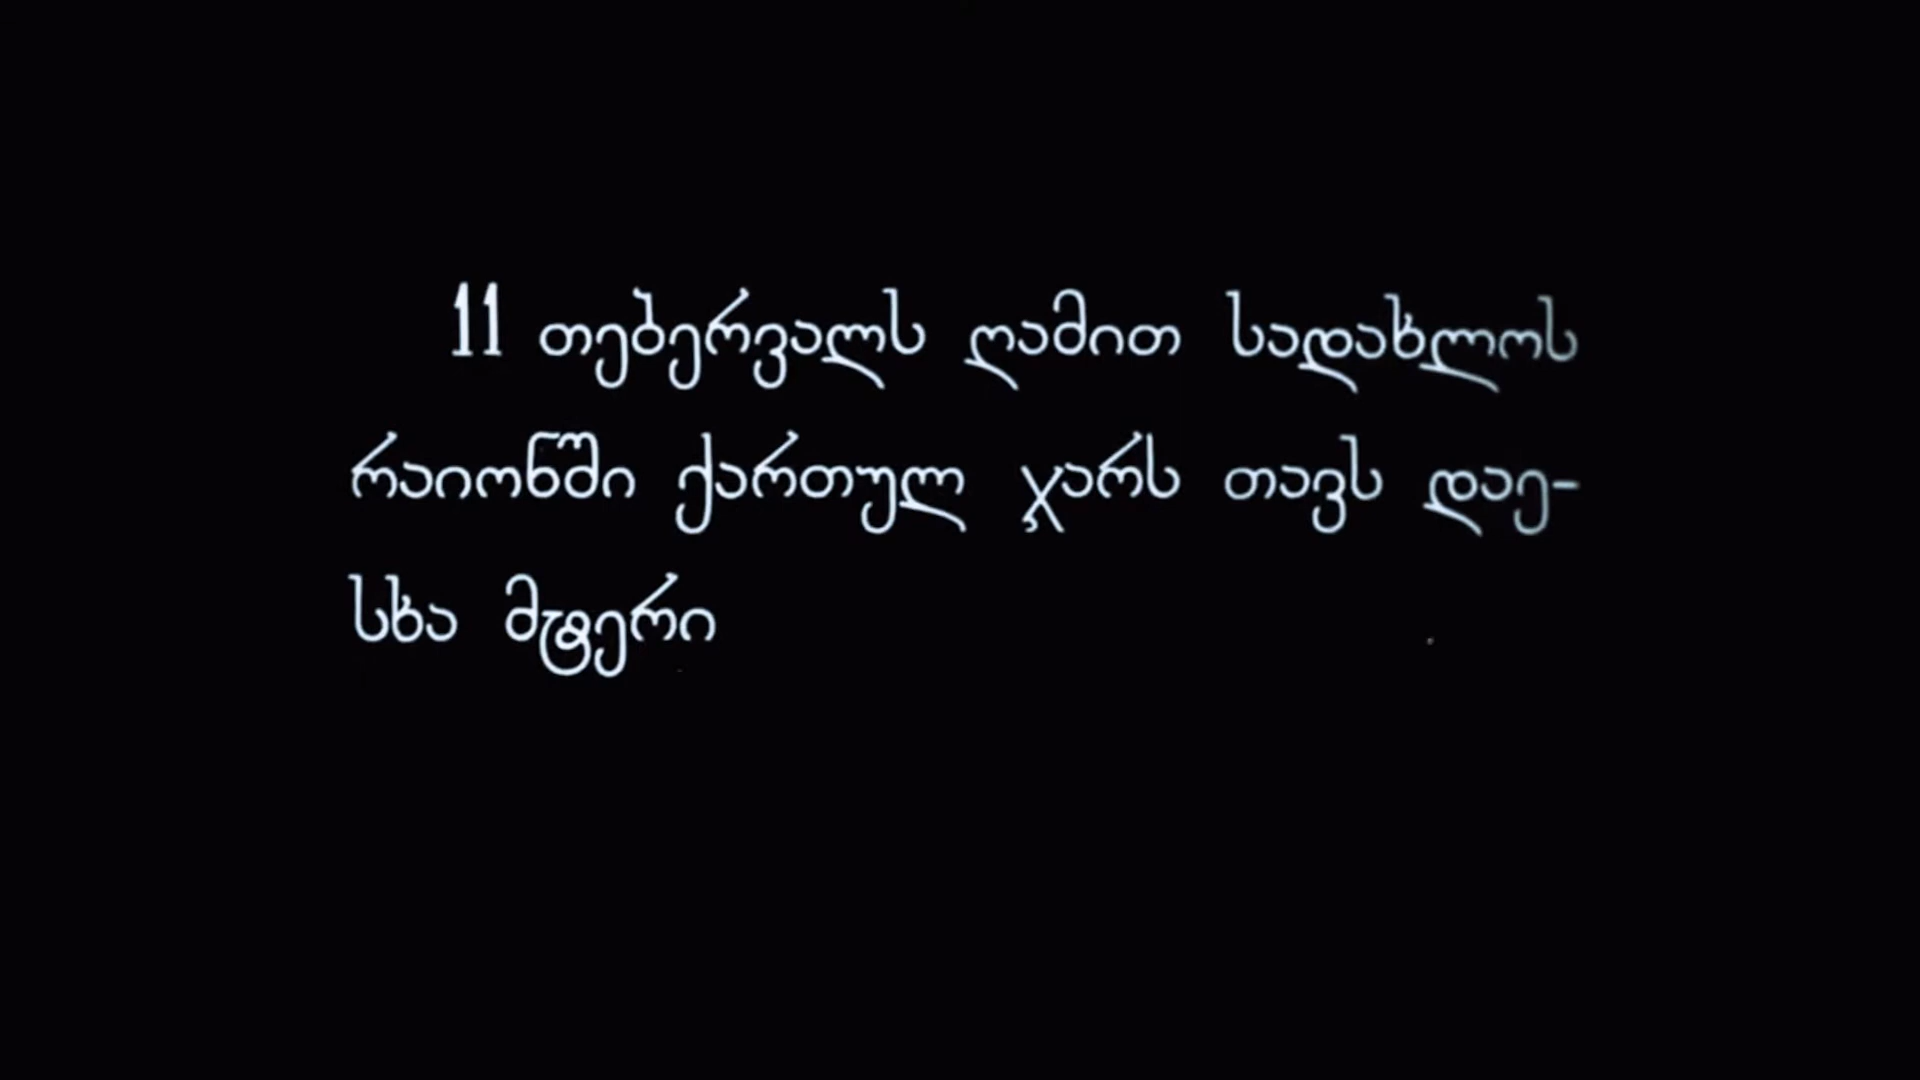 11 თებერვალს ღამით სადახლოს
რაიონში ქართულ ჯარს თავს დაე-
სხა მტერი